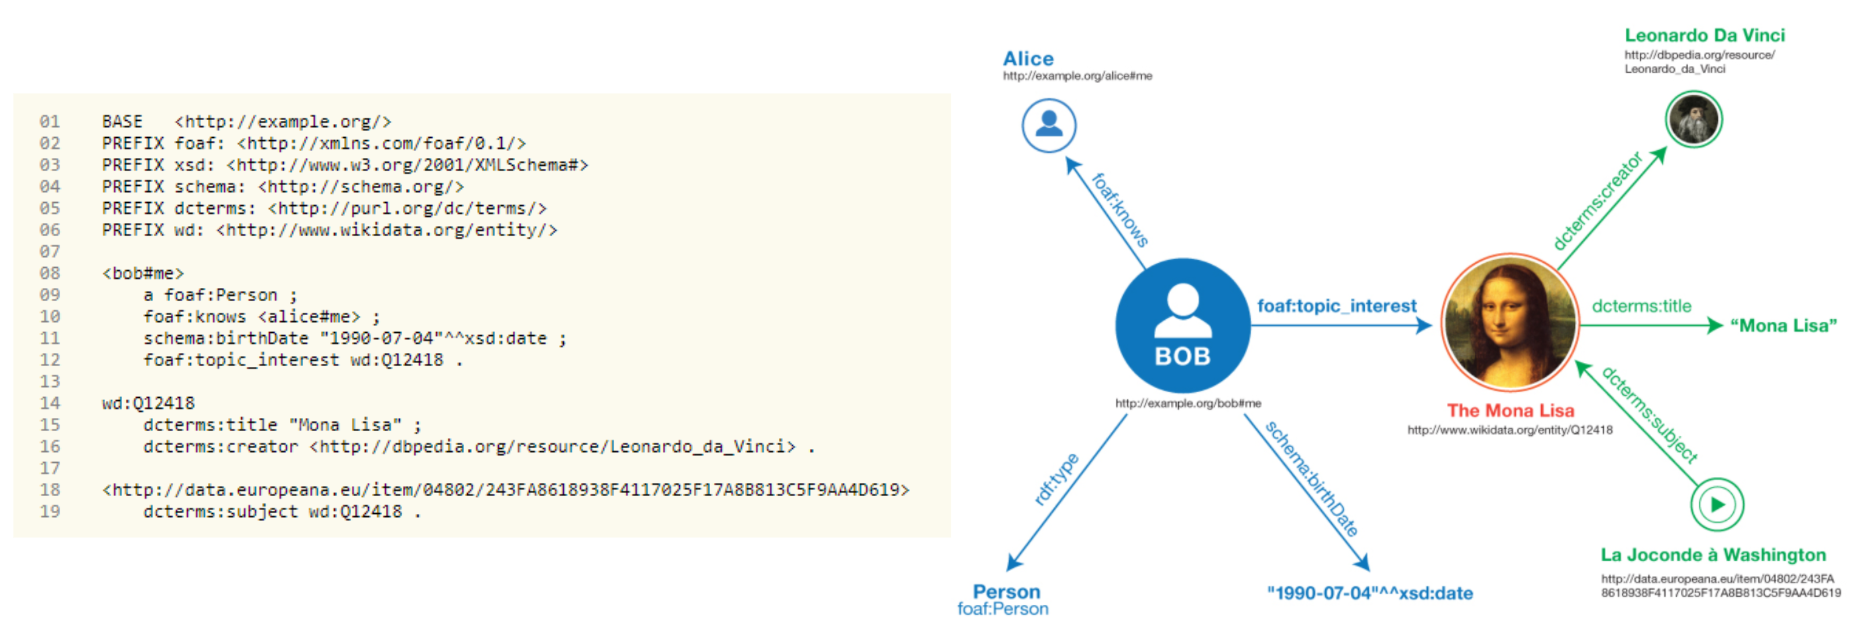 01 BASE <http://example.org/>
02 PREFIX foaf: <http://xmlns.com/foaf/0.1/>
03 PREFIX xsd: <http://www.w3.org/2001/XMLSchema#>
04 PREFIX schema: <http://schema.org/>
05 PREFIX dcterms: <http://purl.org/dc/terms/>
06 PREFIX wd: <http://www.wikidata.org/entity/>
07
08 <bob#me>
09 a foaf:Person ;
10 foaf:knows <alice#me> ;
11 schema:birthDate "1990-07-04"^^xsd:date ;
12 foaf:topic_interest wd:Q12418 .
13
14 wd:Q12418
15 dcterms:title "Mona Lisa" ;
16 dcterms:creator <http://dbpedia.org/resource/Leonardo_da_Vinci> .
17
18 <http://data.europeana.eu/item/04802/243FA8618938F4117025F17A8B813C5F9AA4D619>
19 dcterms:subject wd:Q12418 .
Alice
http://example.org/alice#me
foaf:knows
BOB
http://example.org/bob#me
rdf:type
Person
foaf:Person
schema:birthDate
"1990-07-04"^^xsd:date
foaf:topic_interest
The Mona Lisa
http://www.wikidata.org/entity/Q12418
Leonardo Da Vinci
http://dbpedia.org/resource/
Leonardo_da_Vinci
dcterms:creator
dcterms:title
“Mona Lisa”
dcterms:subject
La Joconde à Washington
http://data.europeana.eu/item/04802/243FA
8618938F4117025F17A8B813C5F9AA4D619